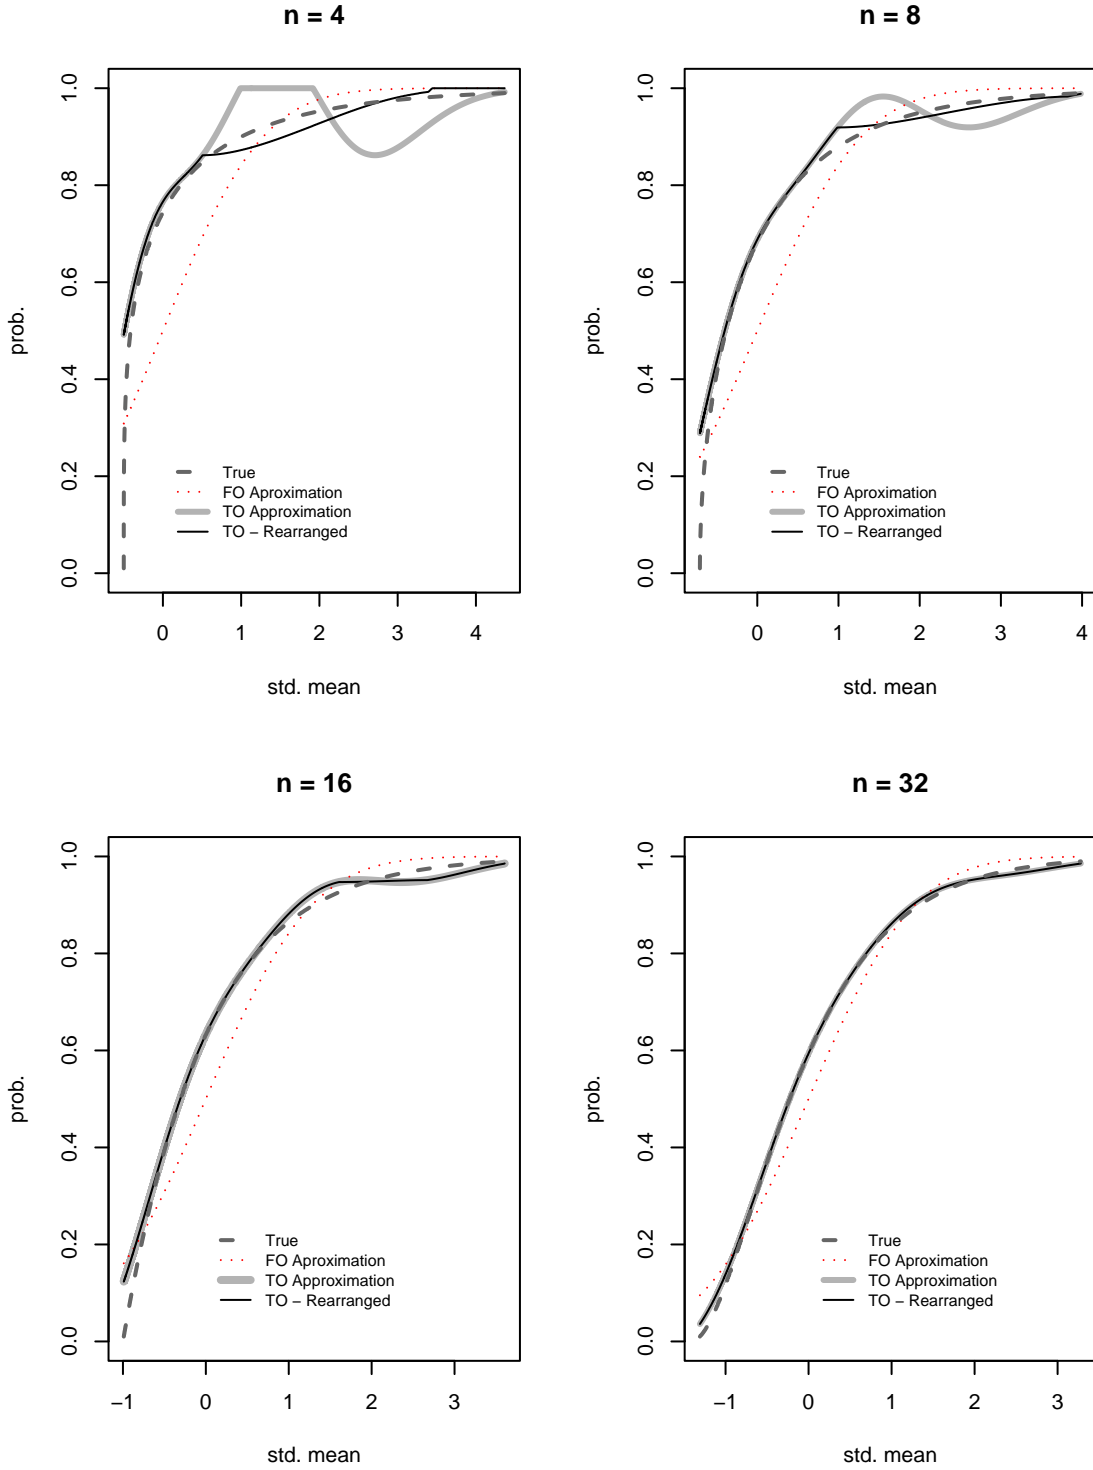 n = 4
prob.
1.0
0.8
0.6
0.4
0.2
0.0
True
FO Aproximation
TO Approximation
TO − Rearranged
0 1 2 3 4
std. mean
n = 8
prob.
1.0
0.8
0.6
0.4
0.2
0.0
True
FO Aproximation
TO Approximation
TO − Rearranged
0 1 2 3 4
std. mean
n = 16
prob.
1.0
0.8
0.6
0.4
0.2
0.0
True
FO Aproximation
TO Approximation
TO − Rearranged
−1 0 1 2 3
std. mean
n = 32
prob.
1.0
0.8
0.6
0.4
0.2
0.0
True
FO Aproximation
TO Approximation
TO − Rearranged
−1 0 1 2 3
std. mean